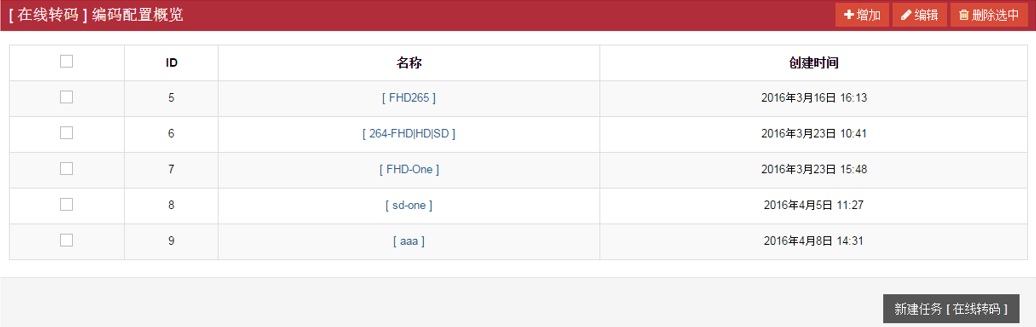 [ 在线转码 ] 编码配置概览 增加 编辑 删除选中
ID 名称 创建时间
5 [ FHD265 ] 2016年3月16日 16:13
6 [ 264-FHD|HD|SD ] 2016年3月23日 10:41
7 [ FHD-One ] 2016年3月23日 15:48
8 [ sd-one ] 2016年4月5日 11:27
9 [ aaa ] 2016年4月8日 14:31
新建任务 [ 在线转码 ]